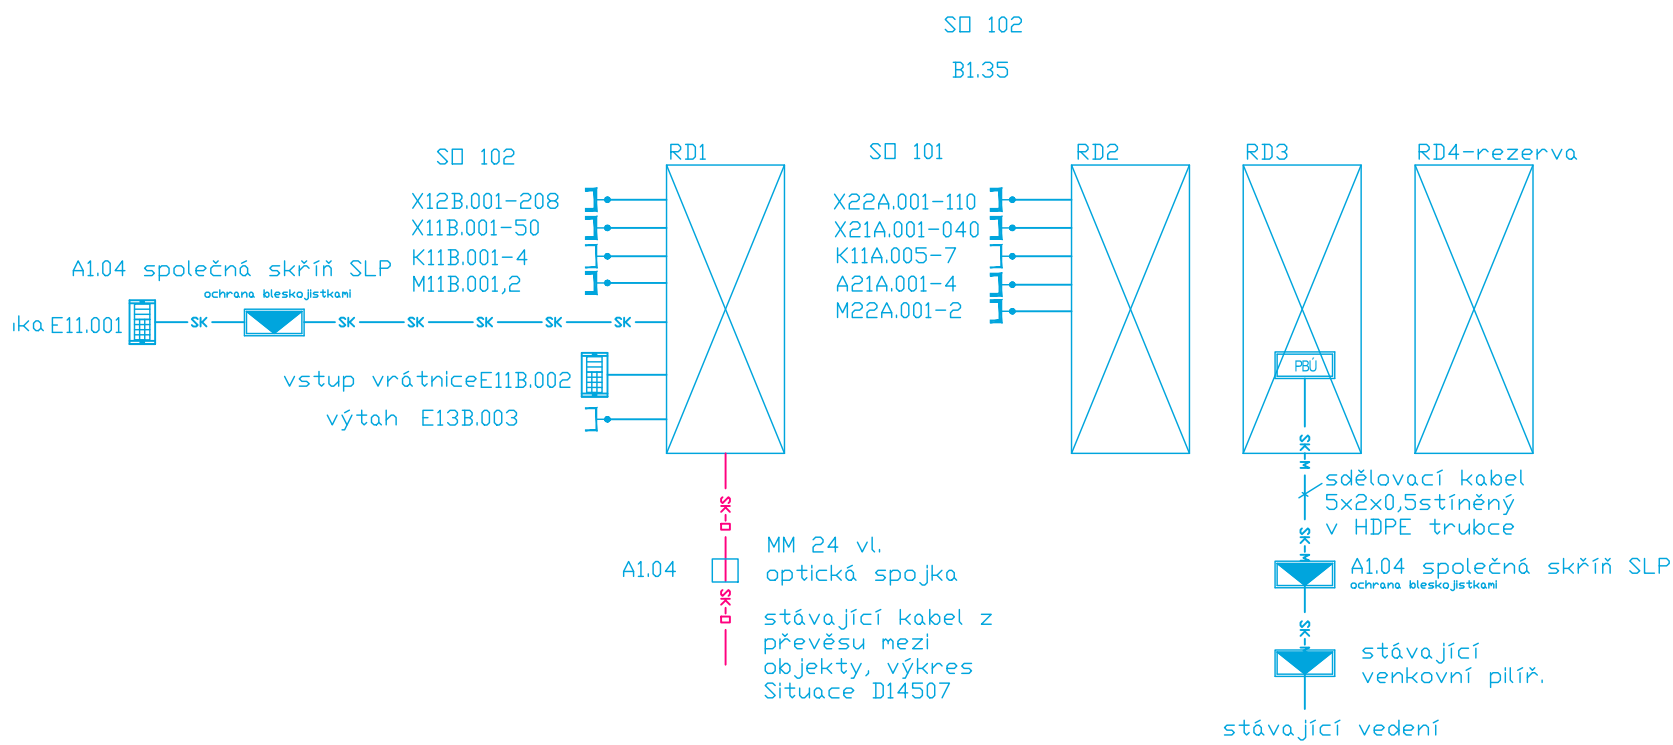 SO 102
B1.35
SO 102
RD1
X12B.001-208
X11B.001-50
K11B.001-4
M11B.001,2
A1.04 společná skříň SLP
ochrana bleskojistkami
E11.001
SK SK SK SK SK SK
vstup vrátniceE11B.002
výtah E13B.003
SK-O
A1.04
MM 24 vl.
optická spojka
SK-O
stávající kabel z
převěsu mezi
objekty, výkres
Situace D14507
SO 101
RD2
X22A.001-110
X21A.001-040
K11A.005-7
A21A.001-4
M22A.001-2
RD3
PBÚ
SK-M
sdělovací kabel
5x2x0,5stíněný
v HDPE trubce
SK-M
A1.04 společná skříň SLP
ochrana bleskojistkami
SK-M
stávající
venkovní pilíř.
stávající vedení
RD4-rezerva